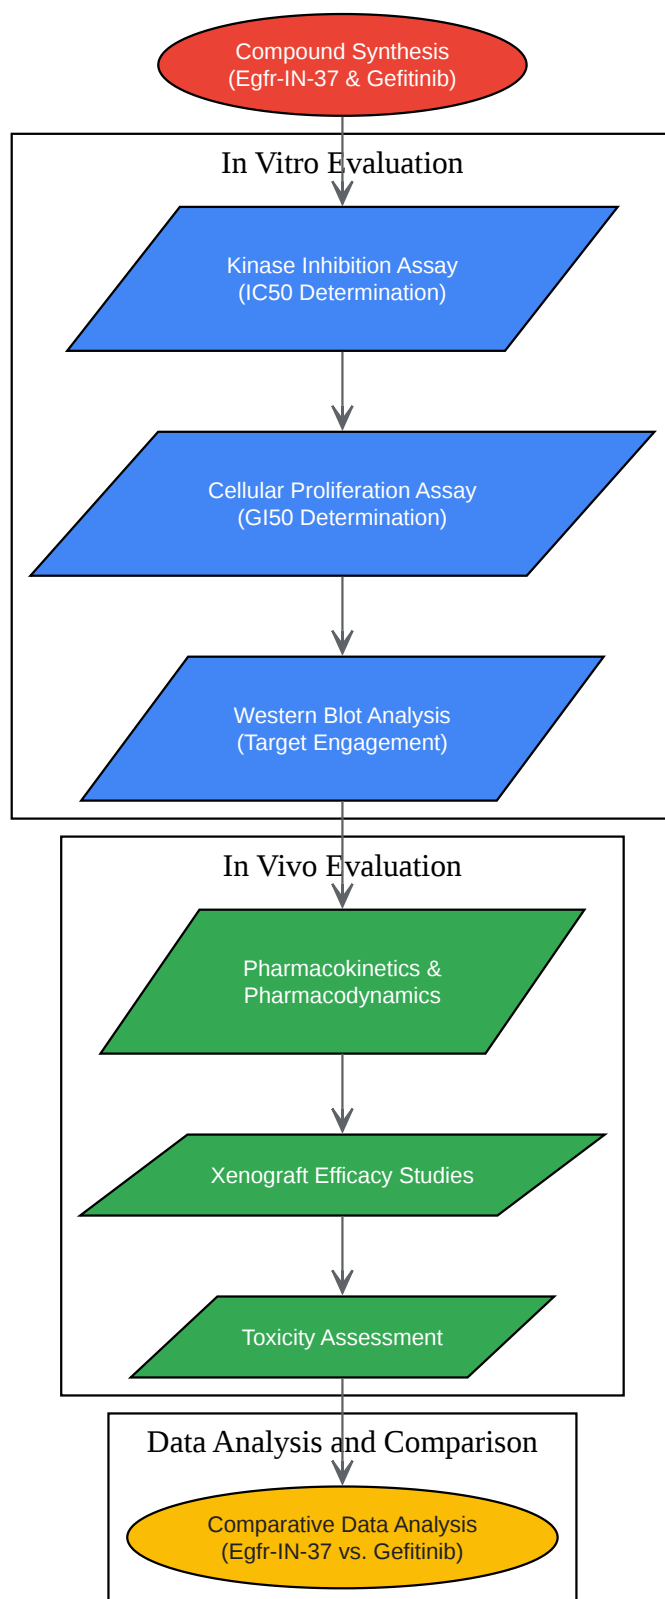 Compound Synthesis
(Egfr-IN-37 & Gefitinib)
In Vitro Evaluation
Kinase Inhibition Assay
(IC50 Determination)
Cellular Proliferation Assay
(GI50 Determination)
Western Blot Analysis
(Target Engagement)
In Vivo Evaluation
Pharmacokinetics &
Pharmacodynamics
Xenograft Efficacy Studies
Toxicity Assessment
Data Analysis and Comparison
Comparative Data Analysis
(Egfr-IN-37 vs. Gefitinib)